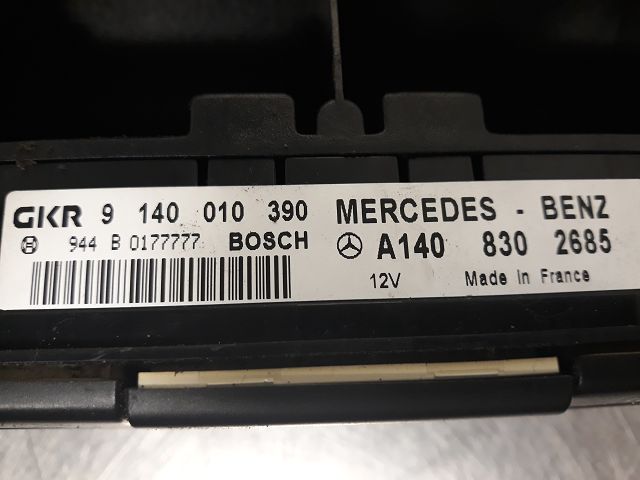 GKR 9 140 010 390 MERCEDES - BENZ
944 B 0177777 BOSCH A140 830 2685
12V Made in France